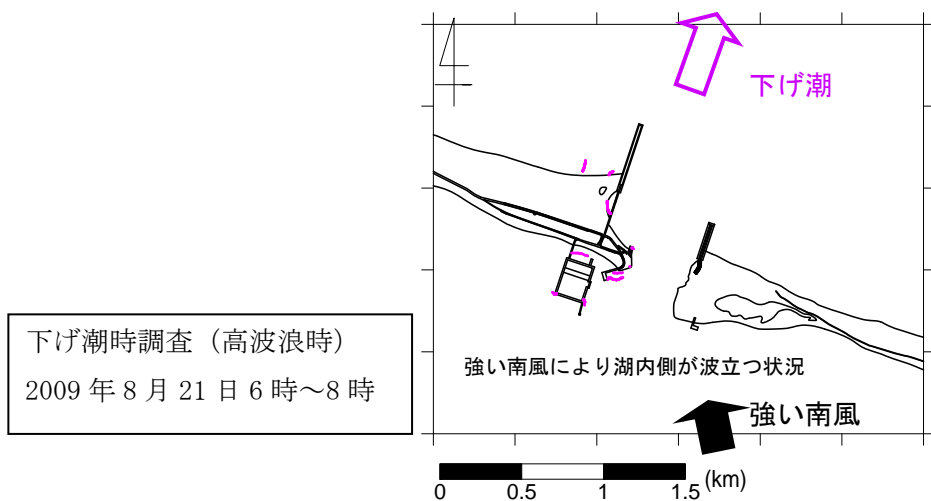 下げ潮
下げ潮時調査（高波浪時）
2009 年 8 月 21 日 6 時～8 時
強い南風により湖内側が波立つ状況
強い南風
0 0.5 1 1.5 (km)